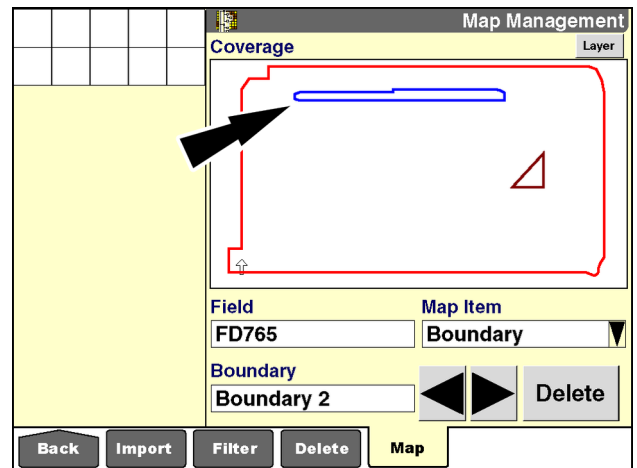 Map Management
Coverage
Layer
Field
Map Item
FD765
Boundary
Boundary
Boundary 2
Delete
Back
Import
Filter
Delete
Map